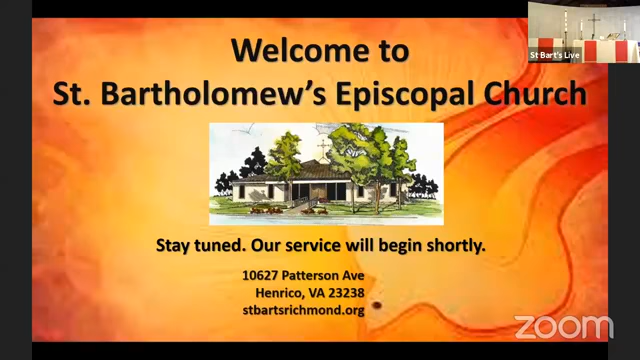 Welcome to
St. Bartholomew's Episcopal Church
St Bart's Live
Stay tuned. Our service will begin shortly.
10627 Patterson Ave
Henrico, VA 23238
stbartsrichmond.org
zoom